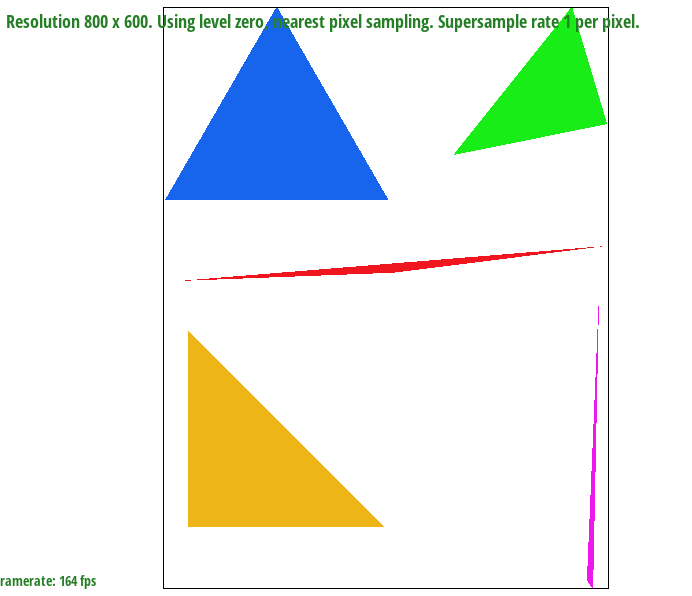 Resolution 800 x 600. Using level zero, nearest pixel sampling. Supersample rate 1 per pixel.
ramerate: 164 fps